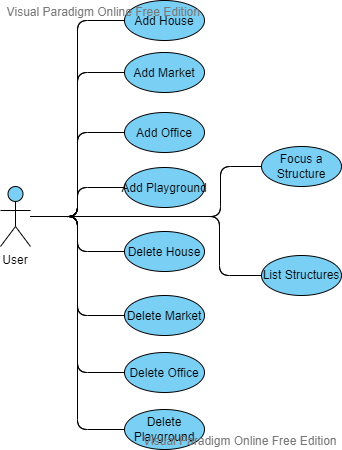 Visual Paradigm Online Free Edition
Add House
Add Market
Add Office
Add Playground
Focus a
Structure
User
Delete House
List Structures
Delete Market
Delete Office
Delete
Playground
Visual Paradigm Online Free Edition